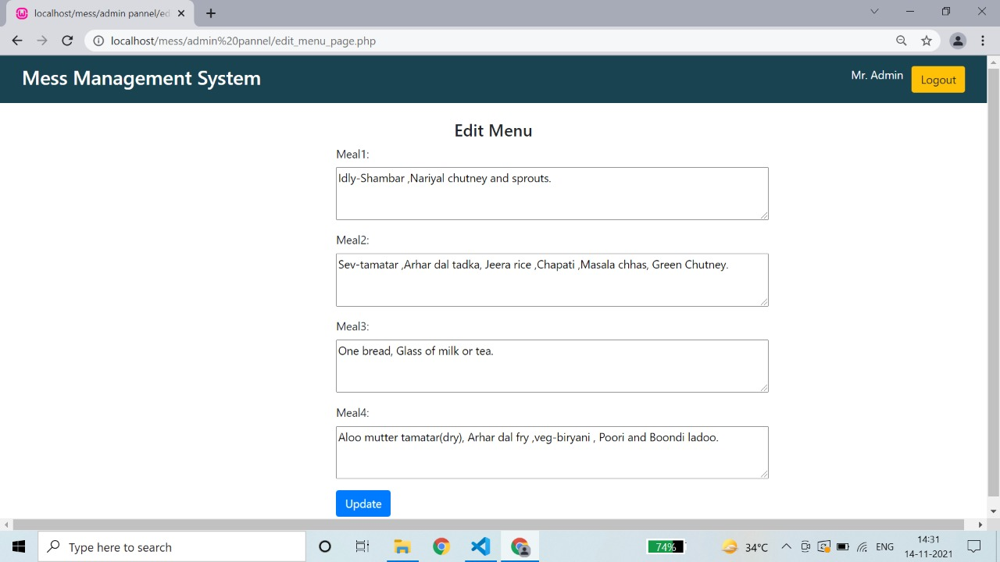 localhost/mess/admin pannel/ed
localhost/mess/admin%20pannel/edit_menu_page.php
Mess Management System
Mr. Admin
Logout
Edit Menu
Meal1:
Idly-Shambar ,Nariyal chutney and sprouts.
Meal2:
Sev-tamatar ,Arhar dal tadka, Jeera rice ,Chapati ,Masala chhas, Green Chutney.
Meal3:
One bread, Glass of milk or tea.
Meal4:
Aloo mutter tamatar(dry), Arhar dal fry ,veg-biryani , Poori and Boondi ladoo.
Update
Type here to search
74%
34°C
ENG
14:31
14-11-2021